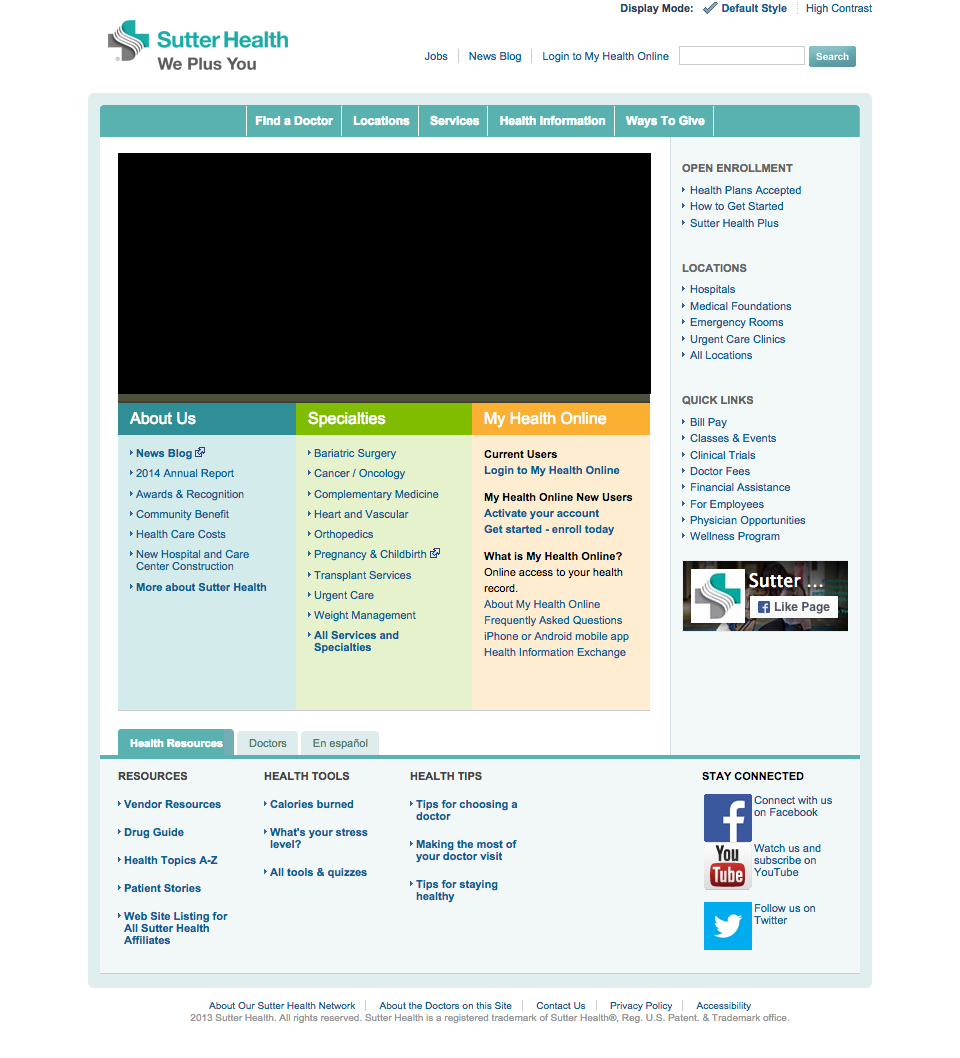 Display Mode: Default Style High Contrast
Sutter Health
We Plus You
Jobs News Blog Login to My Health Online Search
Find a Doctor Locations Services Health Information Ways To Give
OPEN ENROLLMENT
Health Plans Accepted
How to Get Started
Sutter Health Plus
LOCATIONS
Hospitals
Medical Foundations
Emergency Rooms
Urgent Care Clinics
All Locations
QUICK LINKS
Bill Pay
Classes & Events
Clinical Trials
Doctor Fees
Financial Assistance
For Employees
Physician Opportunities
Wellness Program
Sutter ...
Like Page
About Us
News Blog
2014 Annual Report
Awards & Recognition
Community Benefit
Health Care Costs
New Hospital and Care
Center Construction
More about Sutter Health
Specialties
Bariatric Surgery
Cancer / Oncology
Complementary Medicine
Heart and Vascular
Orthopedics
Pregnancy & Childbirth
Transplant Services
Urgent Care
Weight Management
All Services and
Specialties
My Health Online
Current Users
Login to My Health Online
My Health Online New Users
Activate your account
Get started - enroll today
What is My Health Online?
Online access to your health
record.
About My Health Online
Frequently Asked Questions
iPhone or Android mobile app
Health Information Exchange
Health Resources Doctors En español
RESOURCES
Vendor Resources
Drug Guide
Health Topics A-Z
Patient Stories
Web Site Listing for
All Sutter Health
Affiliates
HEALTH TOOLS
Calories burned
What's your stress
level?
All tools & quizzes
HEALTH TIPS
Tips for choosing a
doctor
Making the most of
your doctor visit
Tips for staying
healthy
STAY CONNECTED
Connect with us
on Facebook
You
Tube
Watch us and
subscribe on
YouTube
Follow us on
Twitter
About Our Sutter Health Network About the Doctors on this Site Contact Us Privacy Policy Accessibility
2013 Sutter Health. All rights reserved. Sutter Health is a registered trademark of Sutter Health®, Reg. U.S. Patent. & Trademark office.